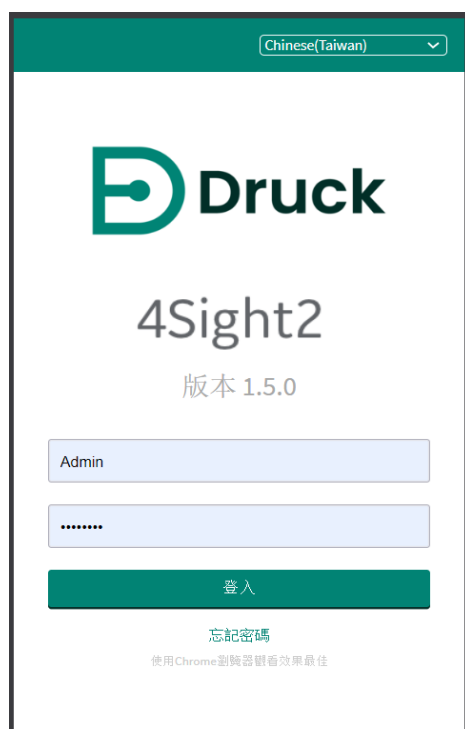 Chinese(Taiwan)
Druck
4Sight2
版本 1.5.0
Admin
••••••••
登入
忘記密碼
使用Chrome瀏覽器觀看效果最佳